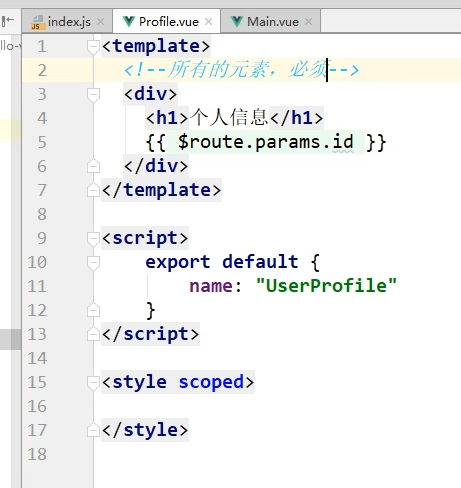 index.js Profile.vue Main.vue
llo-v
1 <template>
2 <!--所有的元素，必须-->
3 <div>
4 <h1>个人信息</h1>
5 {{ $route.params.id }}
6 </div>
7 </template>
8
9 <script>
10 export default {
11 name: "UserProfile"
12 }
13 </script>
14
15 <style scoped>
16
17 </style>
18